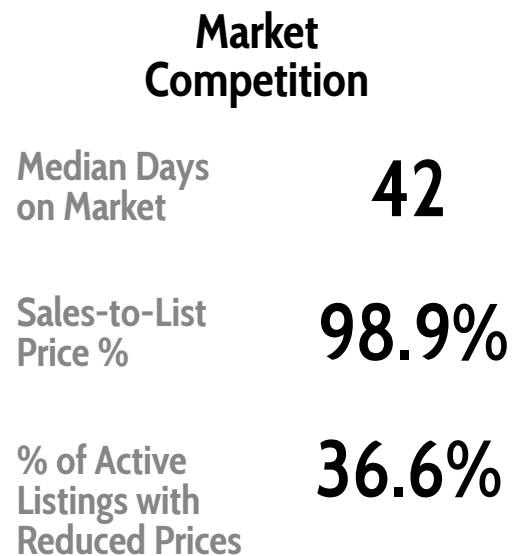 Market
Competition
Median Days
on Market
42
Sales-to-List
Price %
98.9%
% of Active
Listings with
Reduced Prices
36.6%